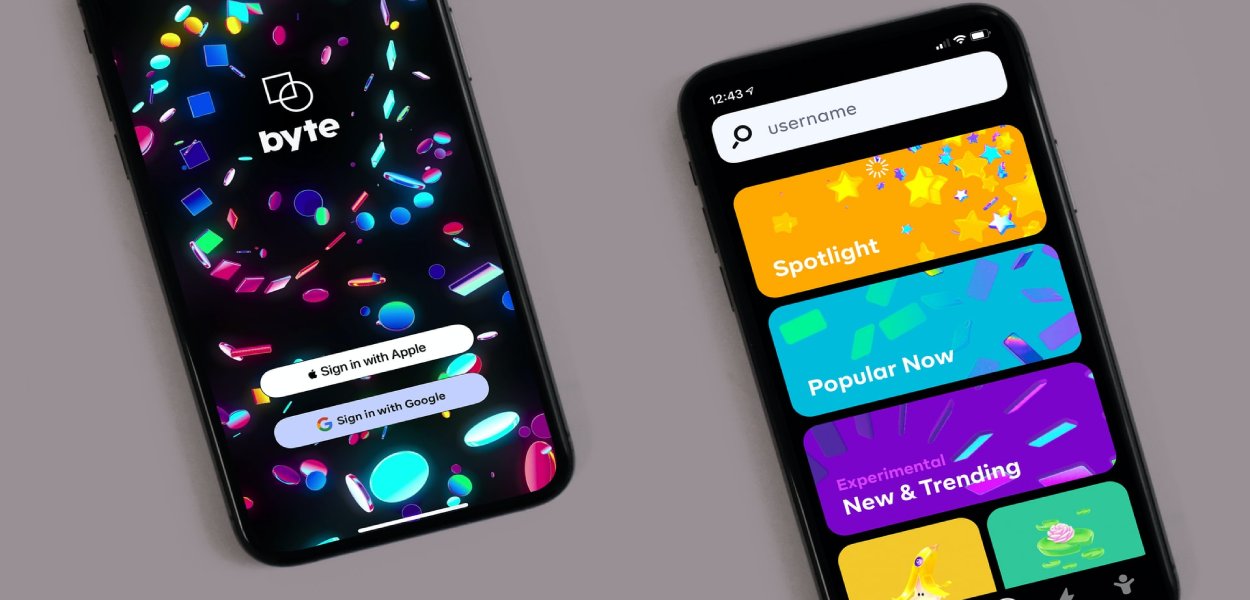 byte
Sign in with Apple
Sign in with Google
12:43
username
Spotlight
Popular Now
Experimental
New & Trending